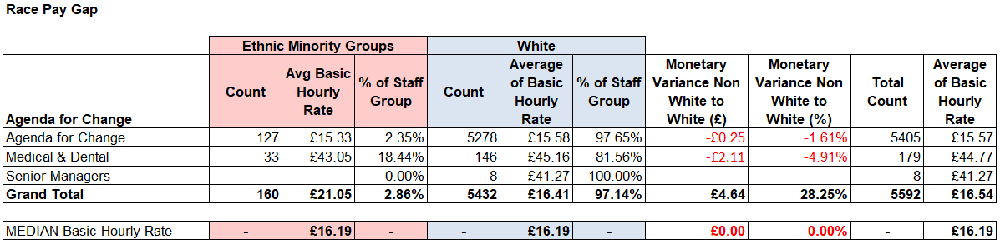 Race Pay Gap
Ethnic Minority Groups White
Agenda for Change Count Avg Basic Hourly Rate % of Staff Group Count Average of Basic Hourly Rate % of Staff Group Monetary Variance Non White to White (£) Monetary Variance Non White to White (%) Total Count Average of Basic Hourly Rate
Agenda for Change 127 £15.33 2.35% 5278 £15.58 97.65% -£0.25 -1.61% 5405 £15.57
Medical & Dental 33 £43.05 18.44% 146 £45.16 81.56% -£2.11 -4.91% 179 £44.77
Senior Managers - - 0.00% 8 £41.27 100.00% - - 8 £41.27
Grand Total 160 £21.05 2.86% 5432 £16.41 97.14% £4.64 28.25% 5592 £16.54
MEDIAN Basic Hourly Rate - £16.19 - - £16.19 - £0.00 0.00% - £16.19